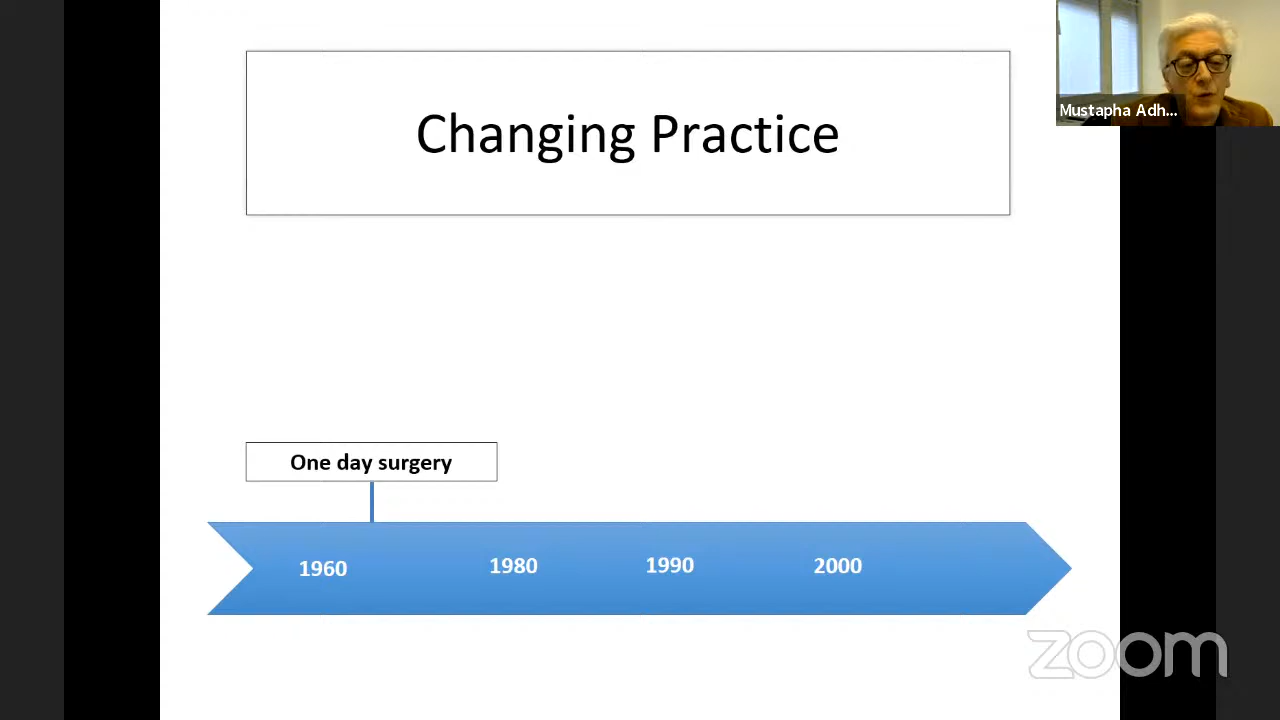 Changing Practice
Mustapha Adh...
One day surgery
1960 1980 1990 2000
zoom